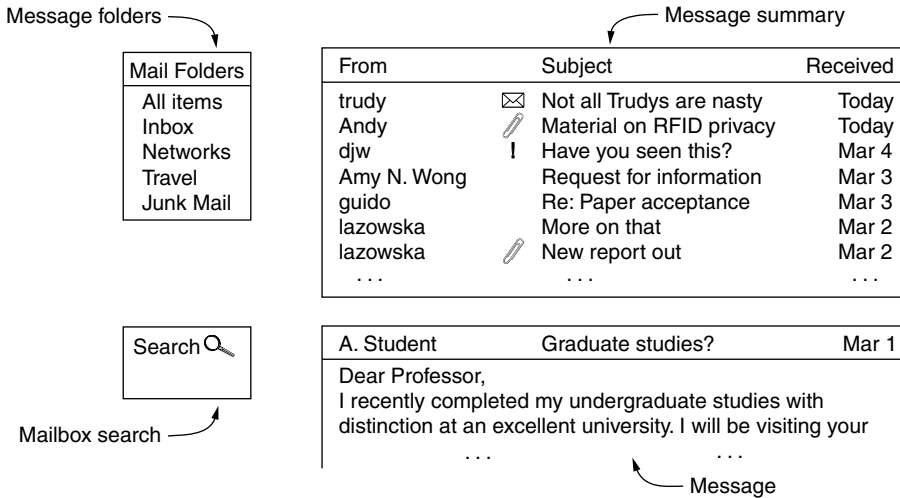 Message folders
Message summary
Mail Folders
All items
Inbox
Networks
Travel
Junk Mail
From Subject Received
trudy Not all Trudys are nasty Today
Andy Material on RFID privacy Today
djw ! Have you seen this? Mar 4
Amy N. Wong Request for information Mar 3
guido Re: Paper acceptance Mar 3
lazowska More on that Mar 2
lazowska New report out Mar 2
. . . . . . . . .
Search
Mailbox search
A. Student Graduate studies? Mar 1
Dear Professor,
I recently completed my undergraduate studies with
distinction at an excellent university. I will be visiting your
. . . . . .
Message